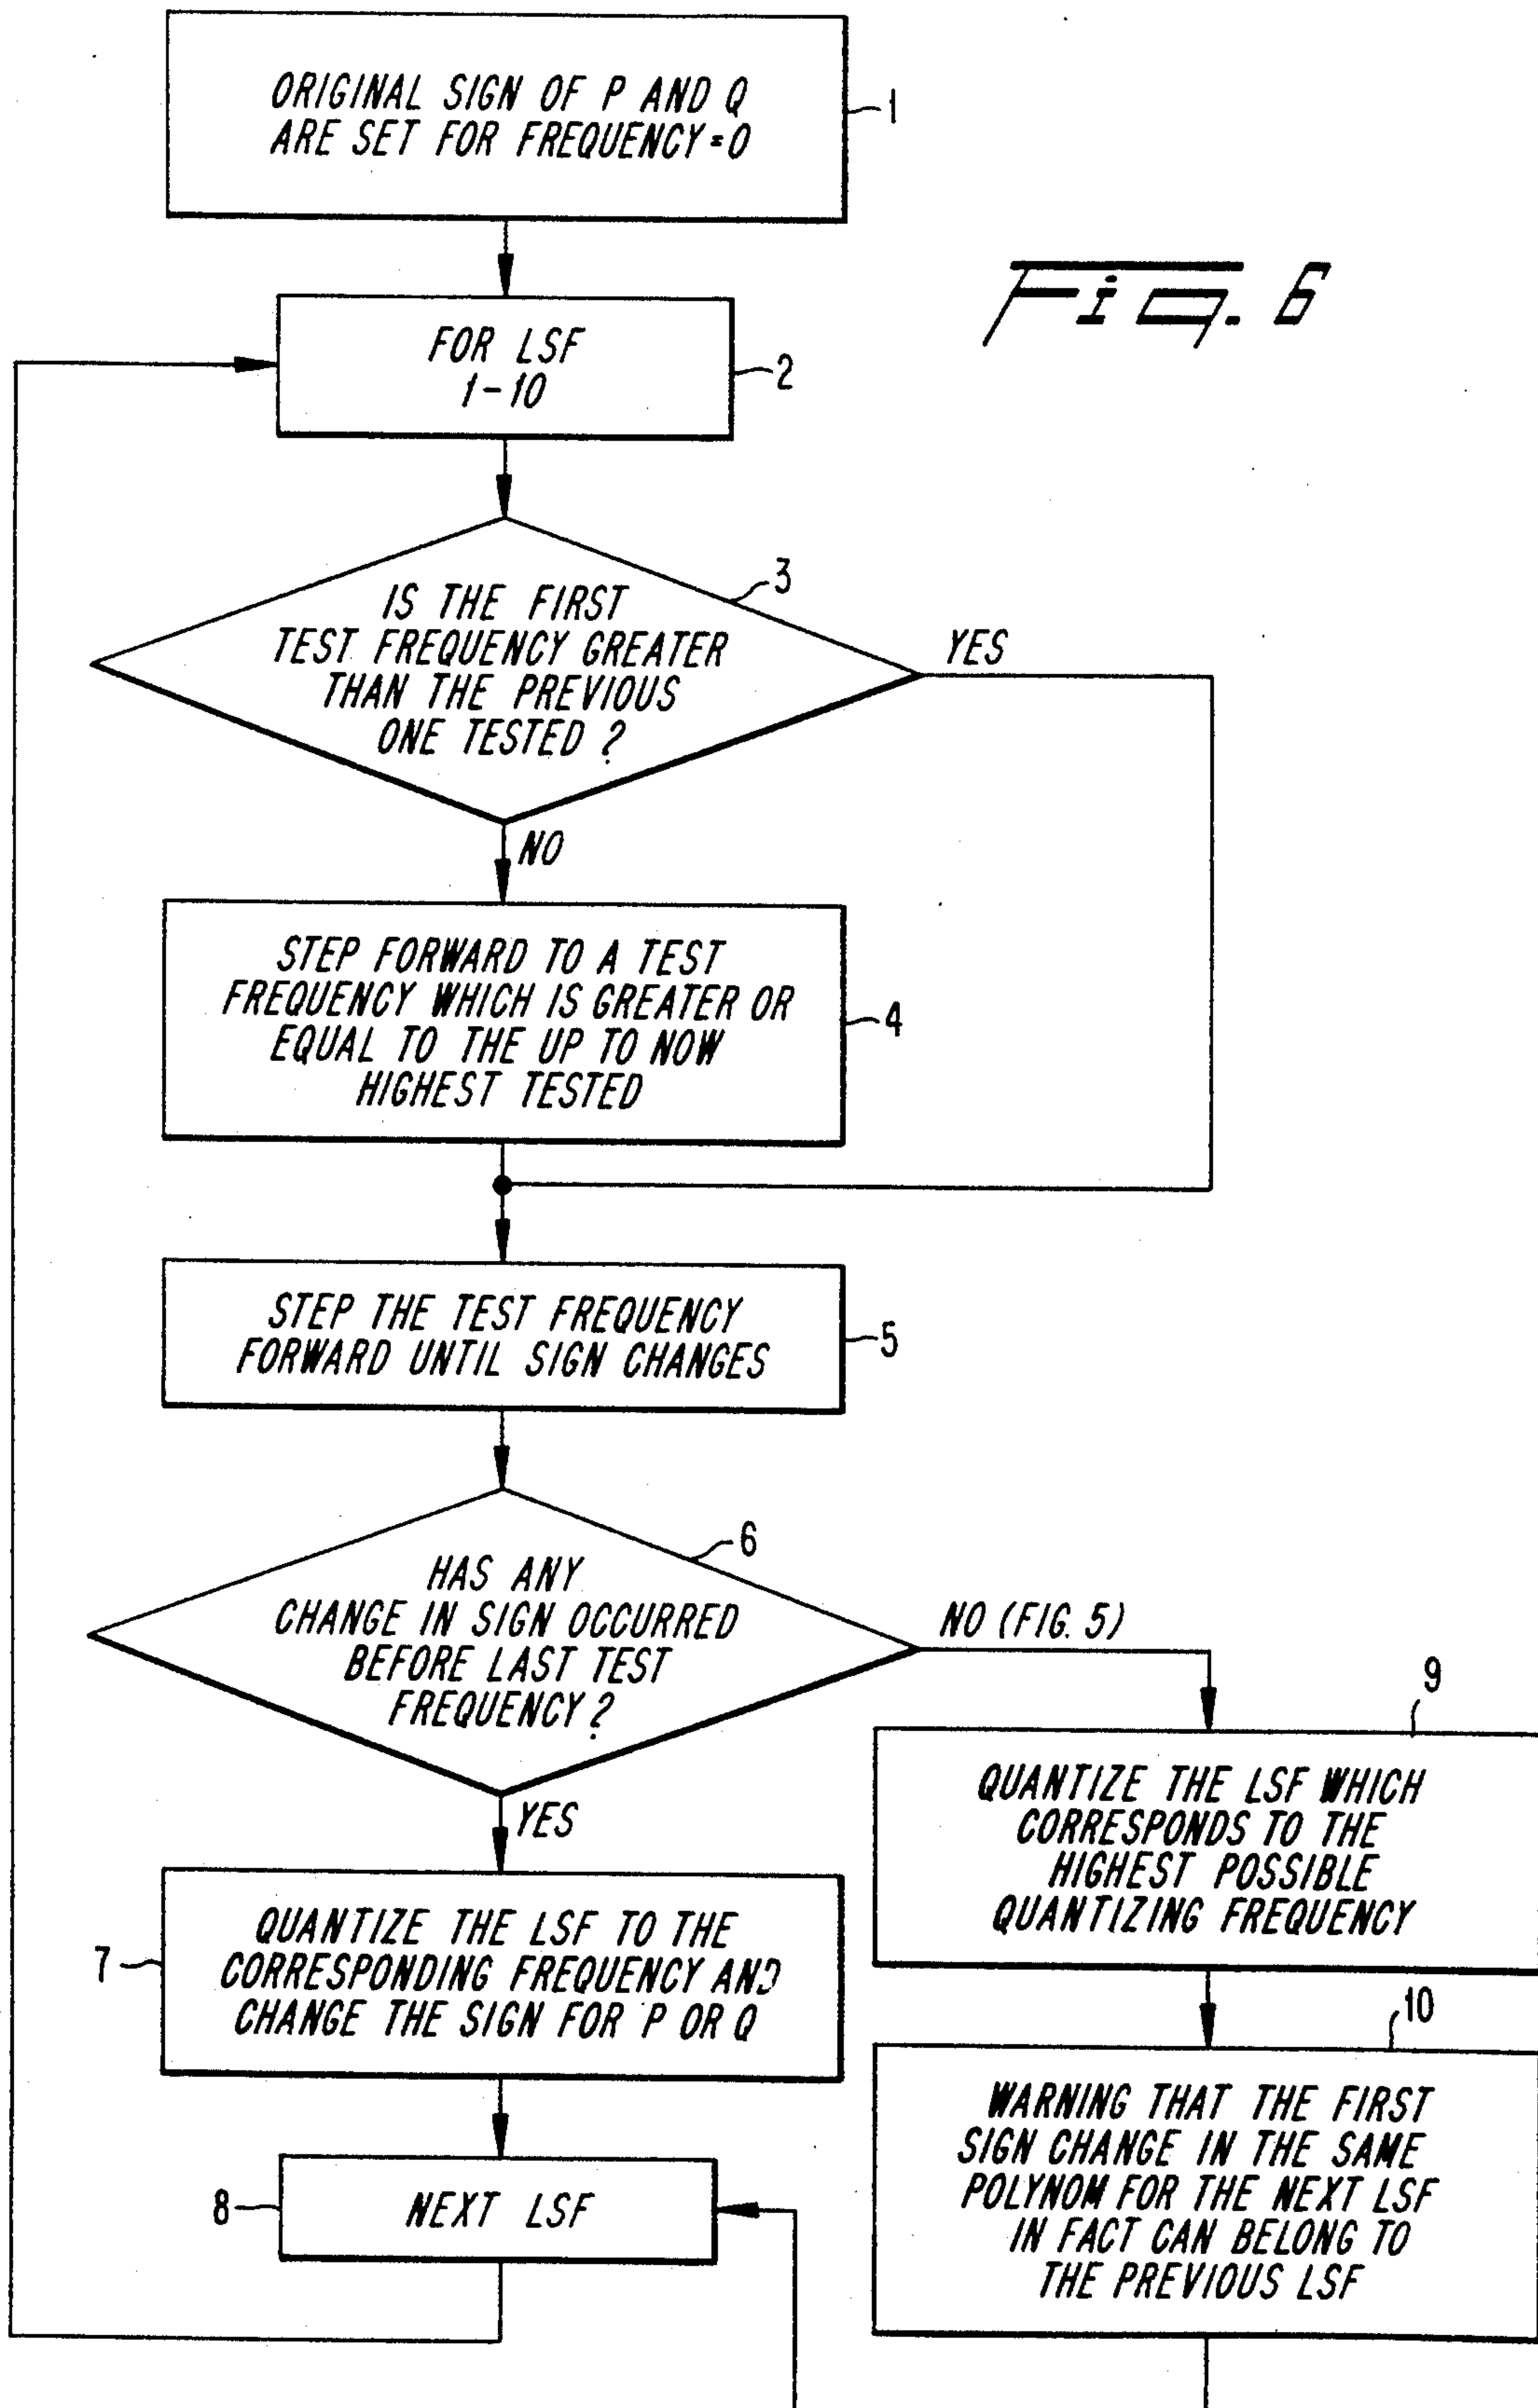 ORIGINAL SIGN OF P AND Q
ARE SET FOR FREQUENCY=0
1
Fig. 6
FOR LSF
1-10
2
3
IS THE FIRST
TEST FREQUENCY GREATER
THAN THE PREVIOUS
ONE TESTED ?
YES
NO
STEP FORWARD TO A TEST
FREQUENCY WHICH IS GREATER OR
EQUAL TO THE UP TO NOW
HIGHEST TESTED
4
STEP THE TEST FREQUENCY
FORWARD UNTIL SIGN CHANGES
5
6
HAS ANY
CHANGE IN SIGN OCCURRED
BEFORE LAST TEST
FREQUENCY?
NO (FIG. 5)
YES
9
QUANTIZE THE LSF WHICH
CORRESPONDS TO THE
HIGHEST POSSIBLE
QUANTIZING FREQUENCY
7
QUANTIZE THE LSF TO THE
CORRESPONDING FREQUENCY AND
CHANGE THE SIGN FOR P OR Q
10
WARNING THAT THE FIRST
SIGN CHANGE IN THE SAME
POLYNOM FOR THE NEXT LSF
IN FACT CAN BELONG TO
THE PREVIOUS LSF
8
NEXT LSF